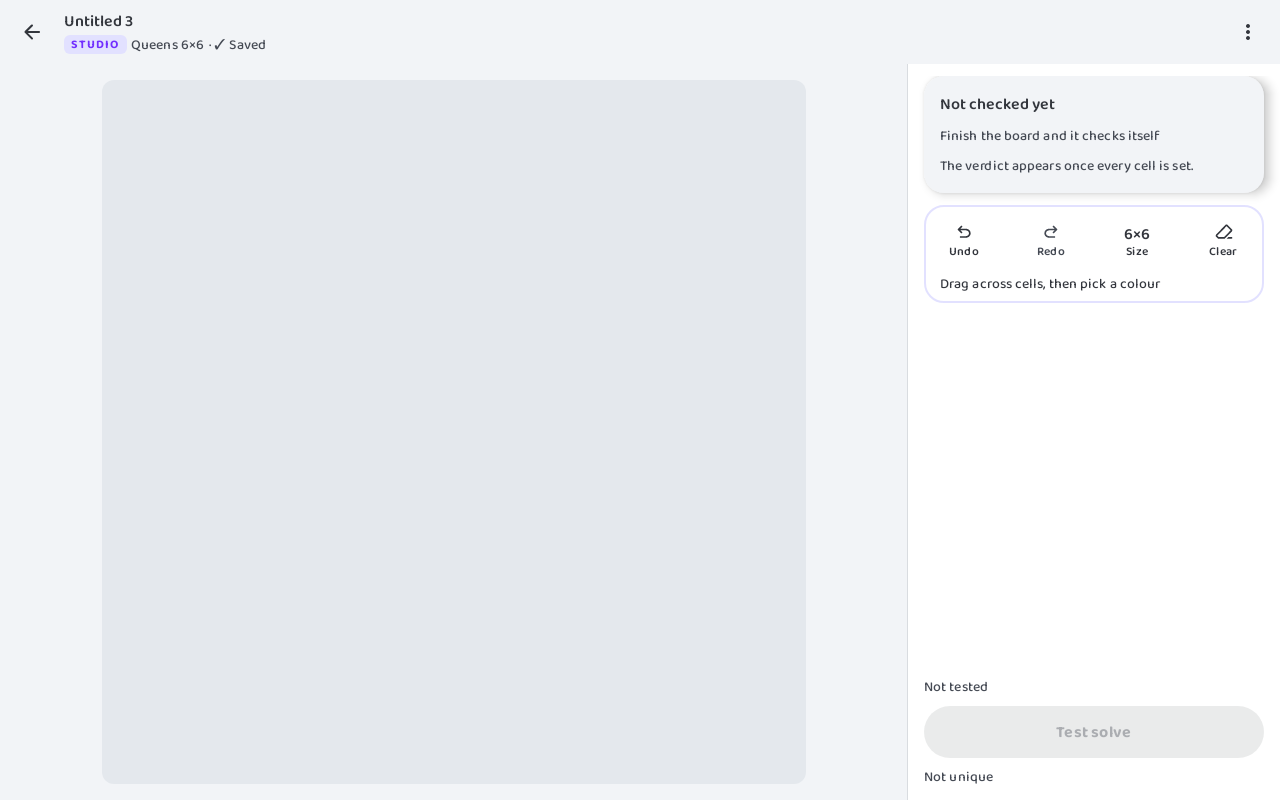 Untitled 3
STUDIO Queens 6×6 · ✓ Saved
Not checked yet
Finish the board and it checks itself
The verdict appears once every cell is set.
Undo
Redo
6×6
Size
Clear
Drag across cells, then pick a colour
Not tested
Test solve
Not unique